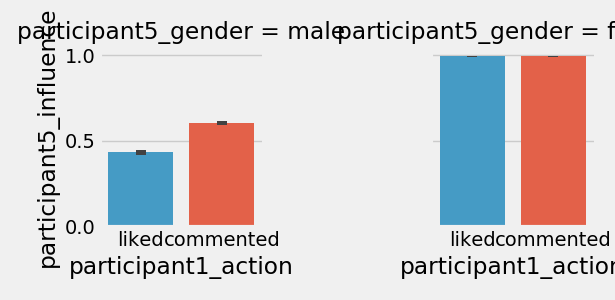 participant5_gender = male
participant5_gender = f
participant5_influence
1.0
0.5
0.0
liked commented
liked commented
participant1_action
participant1_action